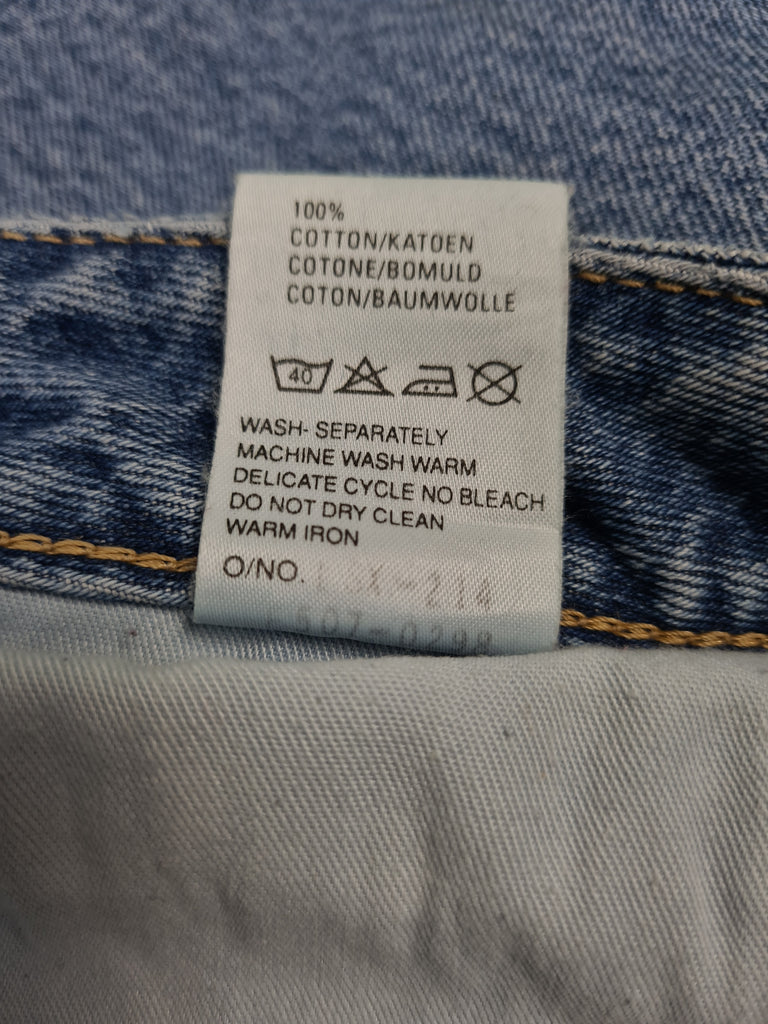 100%
COTTON/KATOEN
COTONE/BOMULD
COTON/BAUMWOLLE
40
WASH- SEPARATELY
MACHINE WASH WARM
DELICATE CYCLE NO BLEACH
DO NOT DRY CLEAN
WARM IRON
O/NO.